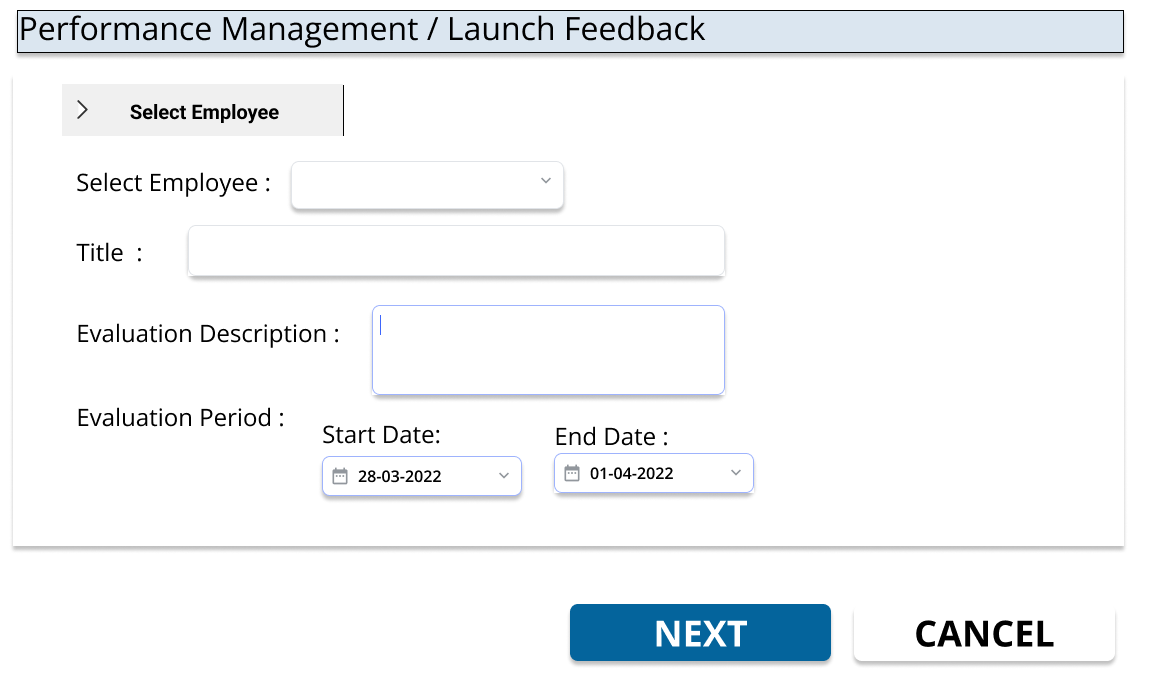 Performance Management / Launch Feedback
Select Employee
Select Employee :
Title :
Evaluation Description :
Evaluation Period :
Start Date:
End Date :
28-03-2022
01-04-2022
NEXT
CANCEL